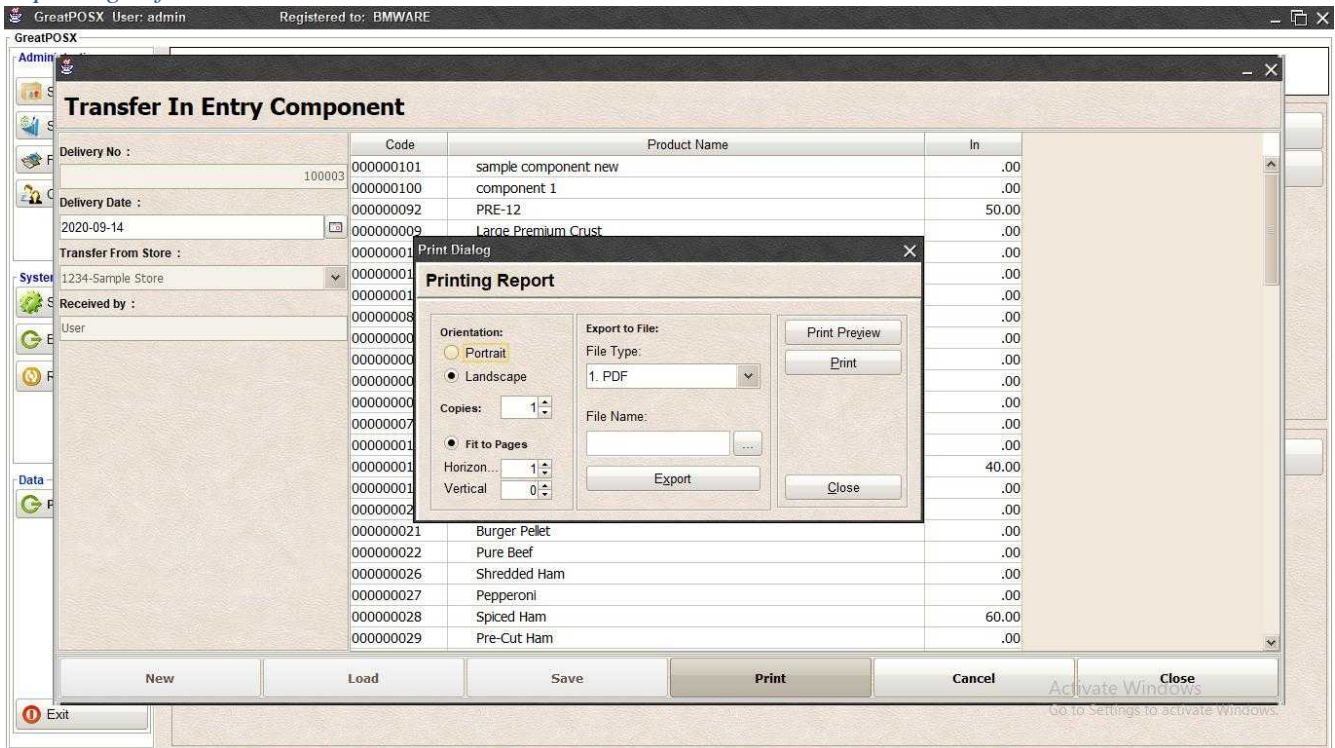 GreatPOSX User: admin Registered to: BMWARE
GreatPOSX
Transfer In Entry Component
Delivery No :
100003
Delivery Date :
2020-09-14
Transfer From Store :
1234-Sample Store
Received by :
User
Code Product Name In
000000101 sample component new .00
000000100 component 1 .00
000000092 PRE-12 50.00
000000009 Large Premium Crust .00
.00
.00
.00
.00
.00
.00
.00
.00
.00
.00
40.00
.00
.00
000000021 Burger Pellet .00
000000022 Pure Beef .00
000000026 Shredded Ham .00
000000027 Pepperoni .00
000000028 Spiced Ham 60.00
000000029 Pre-Cut Ham .00
Print Dialog
Printing Report
Orientation:
Portrait
Landscape
Copies: 1
Fit to Pages
Horizon... 1
Vertical 0
Export to File:
File Type:
1. PDF
File Name:
...
Export
Print Preview
Print
Close
New Load Save Print Cancel Close
Data
Exit
Activate Windows
Go to Settings to activate Windows.